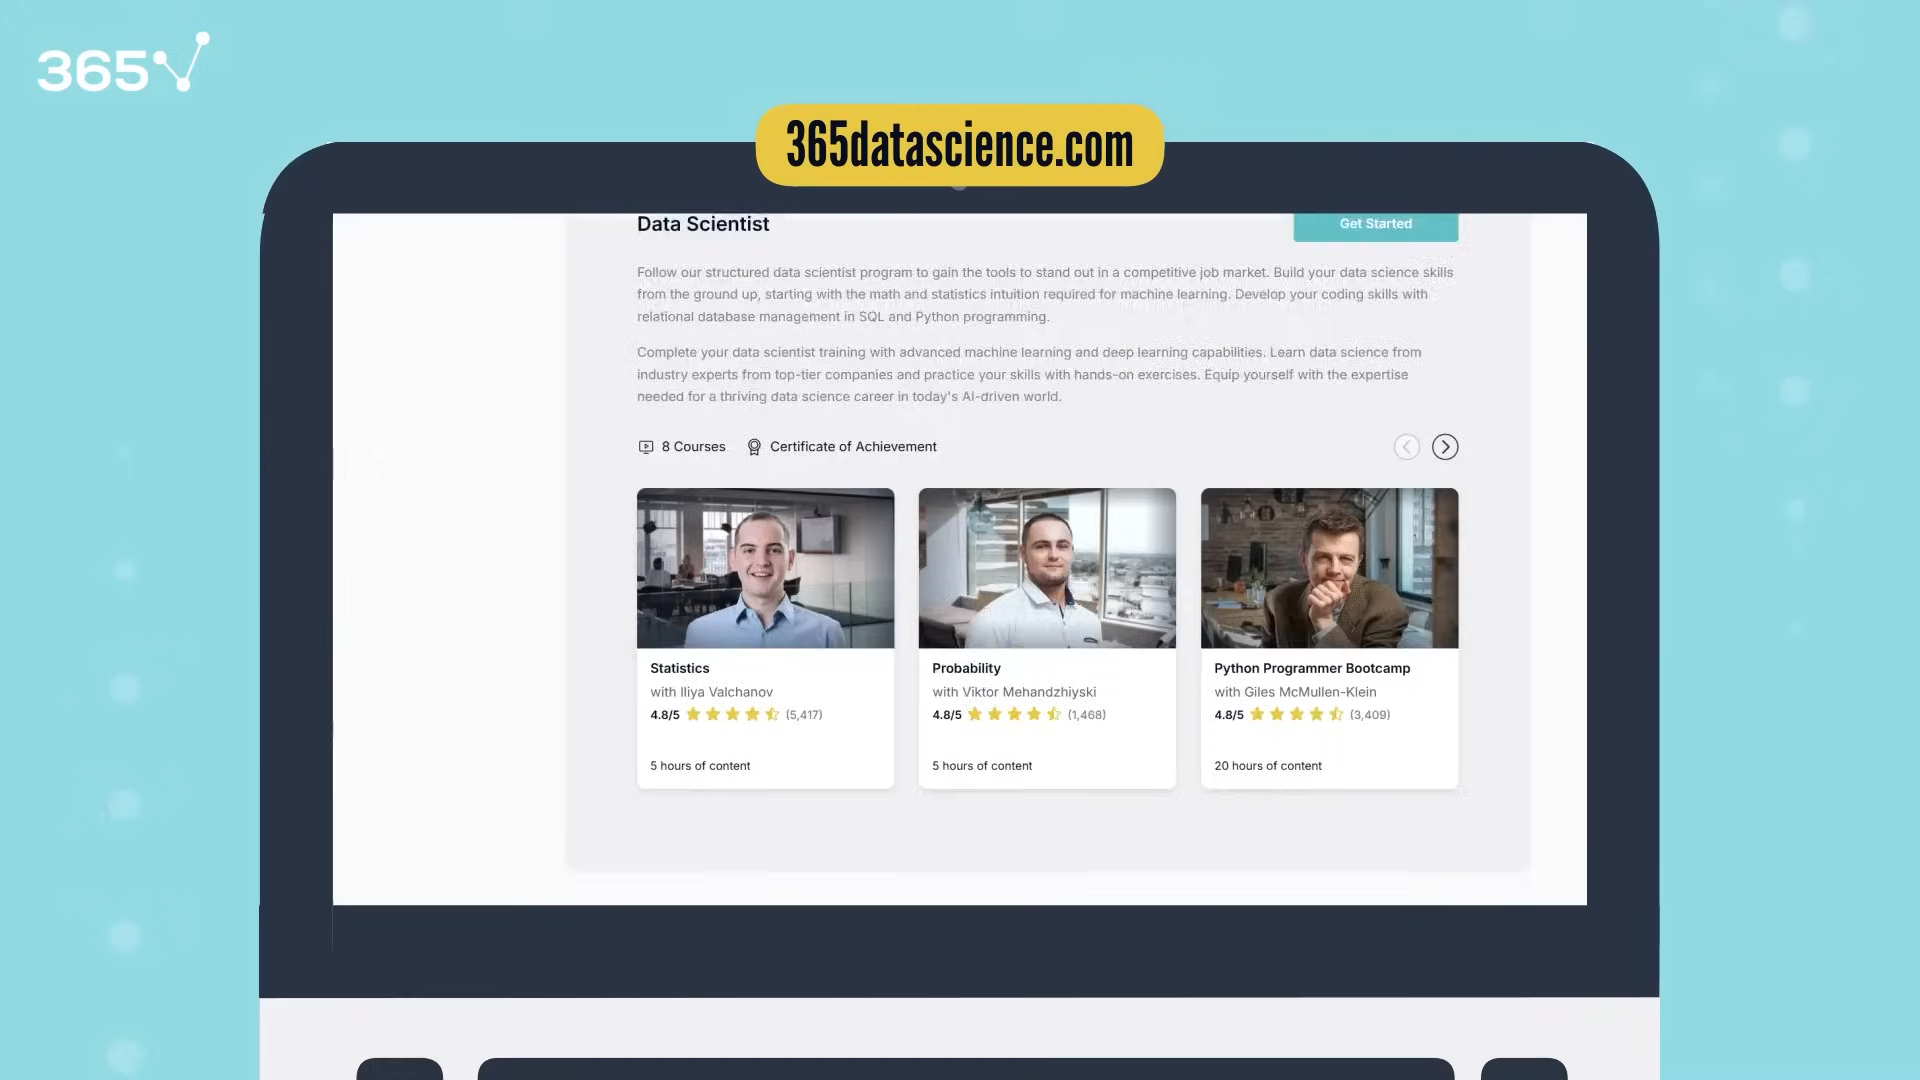 365
365datascience.com
Data Scientist
Get Started
Follow our structured data scientist program to gain the tools to stand out in a competitive job market. Build your data science skills
from the ground up, starting with the math and statistics intuition required for machine learning. Develop your coding skills with
relational database management in SQL and Python programming.
Complete your data scientist training with advanced machine learning and deep learning capabilities. Learn data science from
industry experts from top-tier companies and practice your skills with hands-on exercises. Equip yourself with the expertise
needed for a thriving data science career in today's AI-driven world.
8 Courses Certificate of Achievement
Statistics
with Iliya Valchanov
4.8/5 (5,417)
5 hours of content
Probability
with Viktor Mehandzhiyski
4.8/5 (1,468)
5 hours of content
Python Programmer Bootcamp
with Giles McMullen-Klein
4.8/5 (3,409)
20 hours of content